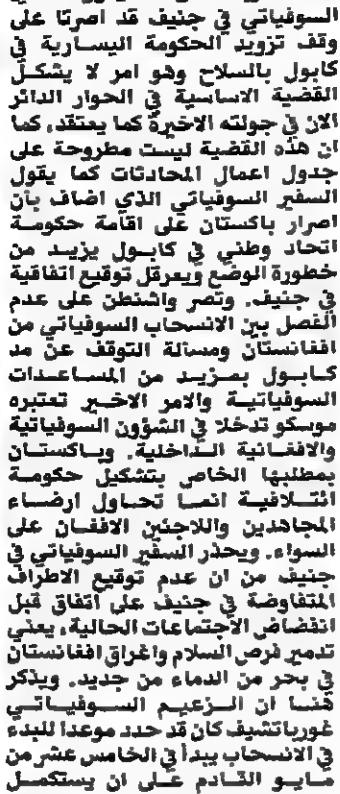 السوفياتي في جنيف قد اصرتا على
وقف تزويد الحكومة اليسارية في
كابول بالسلاح وهو امر لا يشكل
القضية الاساسية في الحوار الدائر
الان في جولته الاخيرة كما يعتقد، كما
ان هذه القضية ليست مطروحة على
جدول اعمال المحادثات كما يقول
السفير السوفياتي الذي اضاف بأن
اصرار باكستان على اقامة حكومة
اتحاد وطني في كابول يزيد من
خطورة الوضع ويعرقل توقيع اتفاقية
في جنيف. وتصر واشنطن على عدم
الفصل بين الانسحاب السوفياتي من
افغانستان ومسألة التوقف عن مد
كابول بمزيد من المساعدات
السوفياتية والامر الاخير تعتبره
موسكو تدخلا في الشؤون السوفياتية
والافغانية الداخلية. وباكستان
بمطلبها الخاص بتشكيل حكومة
ائتلافية انما تحاول ارضاء
المجاهدين واللاجئين الافغان على
السواء. ويحذر السفير السوفياتي في
جنيف من ان عدم توقيع الاطراف
المتفاوضة في جنيف على اتفاق قبل
انفضاض الاجتماعات الحالية، يعني
تدمير فرص السلام واغراق افغانستان
في بحر من الدماء من جديد. ويذكر
هنا ان الزعيم السوفياتي
غورباتشيف كان قد حدد موعدا للبدء
في الانسحاب يبدأ في الخامس عشر من
مايو القادم على ان يستكمل